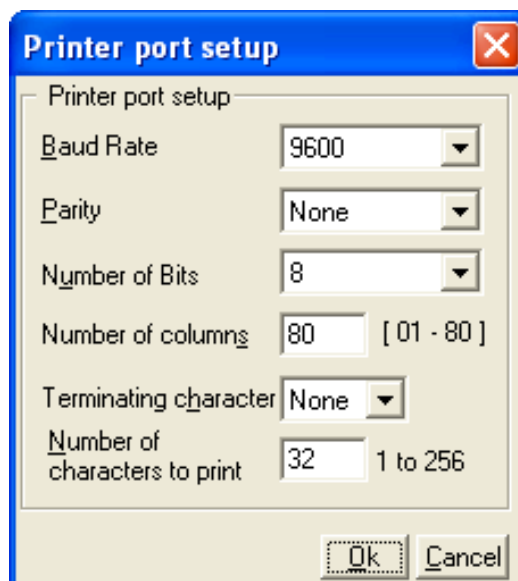 Printer port setup
Printer port setup
Baud Rate 9600
Parity None
Number of Bits 8
Number of columns 80 [ 01 - 80 ]
Terminating character None
Number of
characters to print 32 1 to 256
Ok Cancel